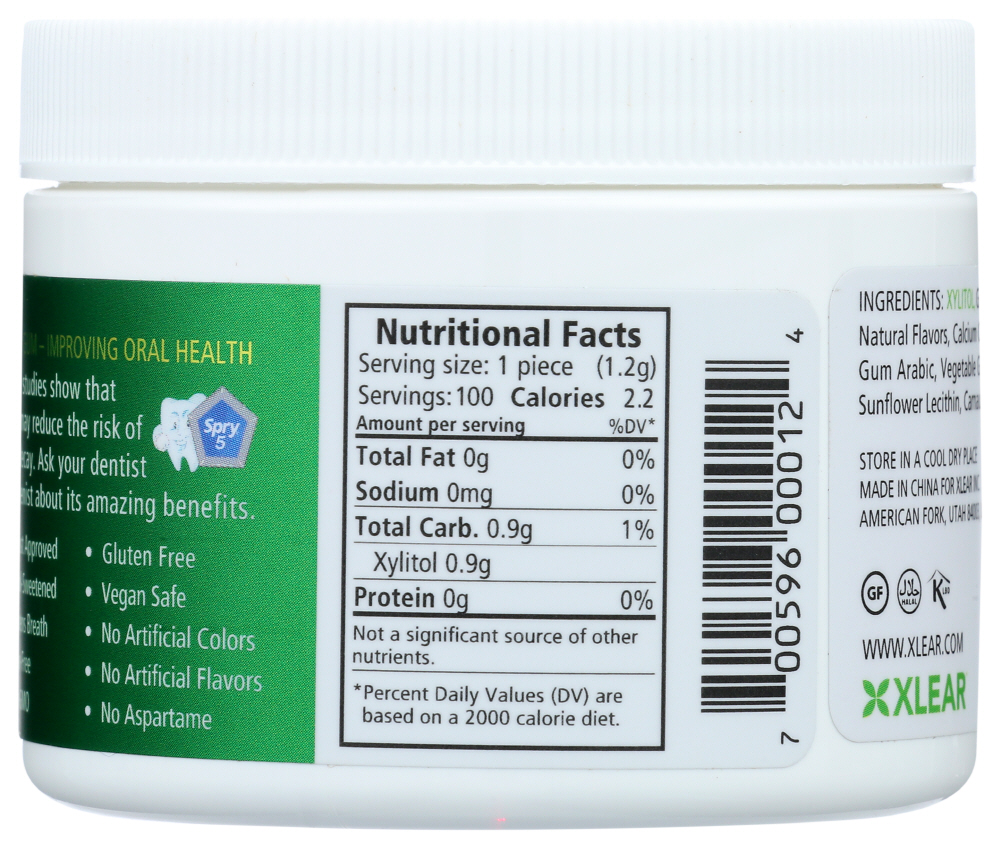 – IMPROVING ORAL HEALTH
studies show that
may reduce the risk of
Ask your dentist
about its amazing benefits.
Spry
5
Approved
Sweetened
Breath
• Gluten Free
• Vegan Safe
• No Artificial Colors
• No Artificial Flavors
• No Aspartame
Nutritional Facts
Serving size: 1 piece (1.2g)
Servings: 100 Calories 2.2
Amount per serving %DV*
Total Fat 0g 0%
Sodium 0mg 0%
Total Carb. 0.9g 1%
Xylitol 0.9g
Protein 0g 0%
Not a significant source of other
nutrients.
*Percent Daily Values (DV) are
based on a 2000 calorie diet.
7 00596 00012 4
INGREDIENTS: XYLITOL,
Natural Flavors, Calcium
Gum Arabic, Vegetable
Sunflower Lecithin,
STORE IN A COOL DRY PLACE
MADE IN CHINA FOR XLEAR INC.
AMERICAN FORK, UTAH
GF
HALAL
K
WWW.XLEAR.COM
XLEAR